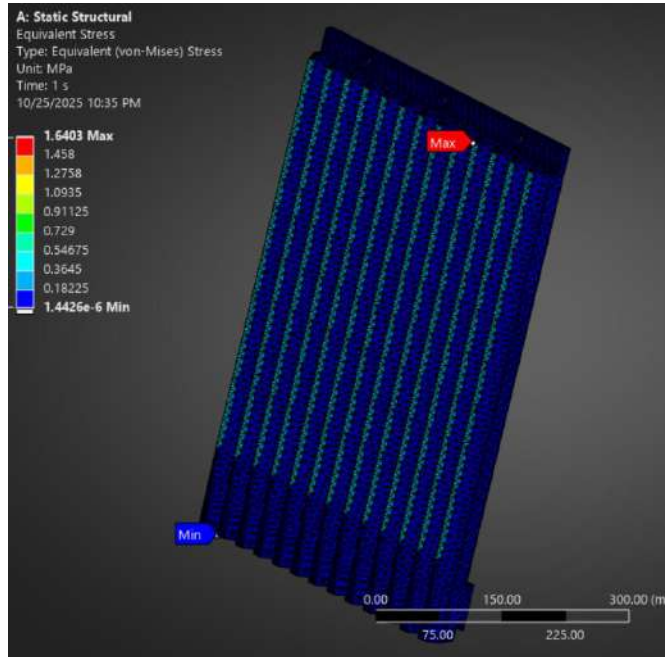 A: Static Structural
Equivalent Stress
Type: Equivalent (von-Mises) Stress
Unit: MPa
Time: 1 s
10/25/2025 10:35 PM
1.6403 Max
1.458
1.2758
1.0935
0.91125
0.729
0.54675
0.3645
0.18225
1.4426e-6 Min
Max
Min
0.00 150.00 300.00 (m
75.00 225.00